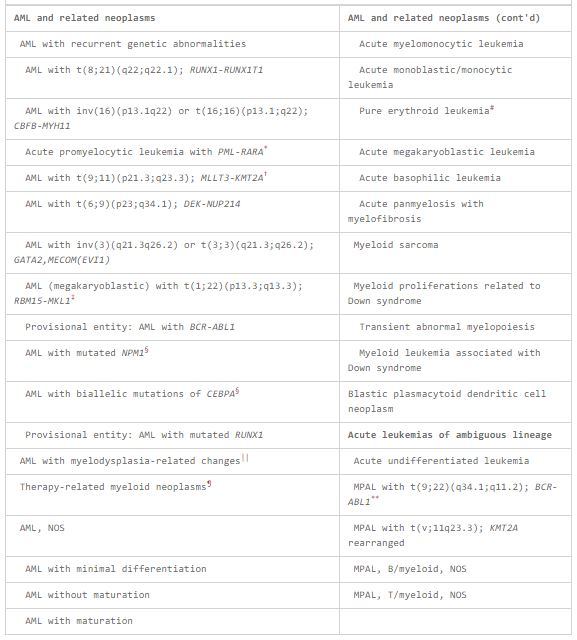 AML and related neoplasms
AML with recurrent genetic abnormalities
AML with t(8;21)(q22;q22.1); RUNX1-RUNX1T1
AML with inv(16)(p13.1q22) or t(16;16)(p13.1;q22);
CBFB-MYH11
Acute promyelocytic leukemia with PML-RARA*
AML with t(9;11)(p21.3;q23.3); MLLT3-KMT2A†
AML with t(6;9)(p23;q34.1); DEK-NUP214
AML with inv(3)(q21.3q26.2) or t(3;3)(q21.3;q26.2);
GATA2,MECOM(EVI1)
AML (megakaryoblastic) with t(1;22)(p13.3;q13.3);
RBM15-MKL1‡
Provisional entity: AML with BCR-ABL1
AML with mutated NPM1§
AML with biallelic mutations of CEBPA§
Provisional entity: AML with mutated RUNX1
AML with myelodysplasia-related changes||
Therapy-related myeloid neoplasms¶
AML, NOS
AML with minimal differentiation
AML without maturation
AML with maturation
AML and related neoplasms (cont'd)
Acute myelomonocytic leukemia
Acute monoblastic/monocytic
leukemia
Pure erythroid leukemia#
Acute megakaryoblastic leukemia
Acute basophilic leukemia
Acute panmyelosis with
myelofibrosis
Myeloid sarcoma
Myeloid proliferations related to
Down syndrome
Transient abnormal myelopoiesis
Myeloid leukemia associated with
Down syndrome
Blastic plasmacytoid dendritic cell
neoplasm
Acute leukemias of ambiguous lineage
Acute undifferentiated leukemia
MPAL with t(9;22)(q34.1;q11.2); BCR-
ABL1**
MPAL with t(v;11q23.3); KMT2A
rearranged
MPAL, B/myeloid, NOS
MPAL, T/myeloid, NOS